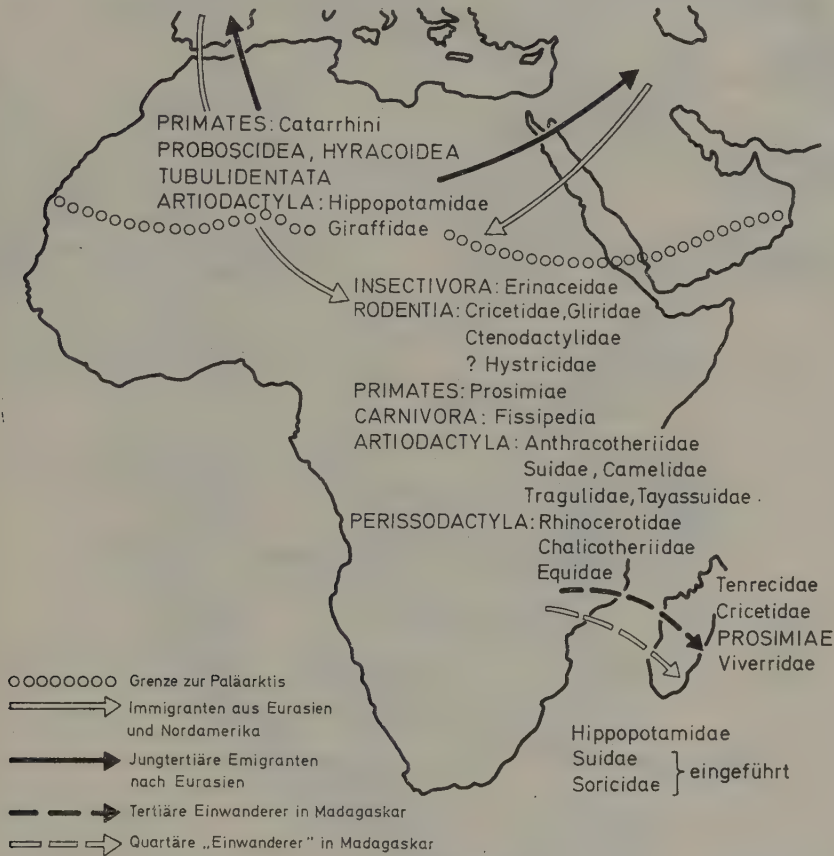 PRIMATES: Catarrhini
PROBOSCIDEA, HYRACOIDEA
TUBULIDENTATA
ARTIODACTYLA: Hippopotamidae
Giraffidae
INSECTIVORA: Erinaceidae
RODENTIA: Cricetidae, Gliridae
Ctenodactylidae
? Hystricidae
PRIMATES: Prosimiae
CARNIVORA: Fissipedia
ARTIODACTYLA: Anthracotheriidae
Suidae, Camelidae
Tragulidae, Tayassuidae
PERISSODACTYLA: Rhinocerotidae
Chalicotheriidae
Equidae
Tenrecidae
Cricetidae
PROSIMIAE
Viverridae
Hippopotamidae
Suidae
Soricidae } eingeführt
Grenze zur Paläarktis
Immigranten aus Eurasien
und Nordamerika
Jungtertiäre Emigranten
nach Eurasien
Tertiäre Einwanderer in Madagaskar
Quartäre „Einwanderer" in Madagaskar